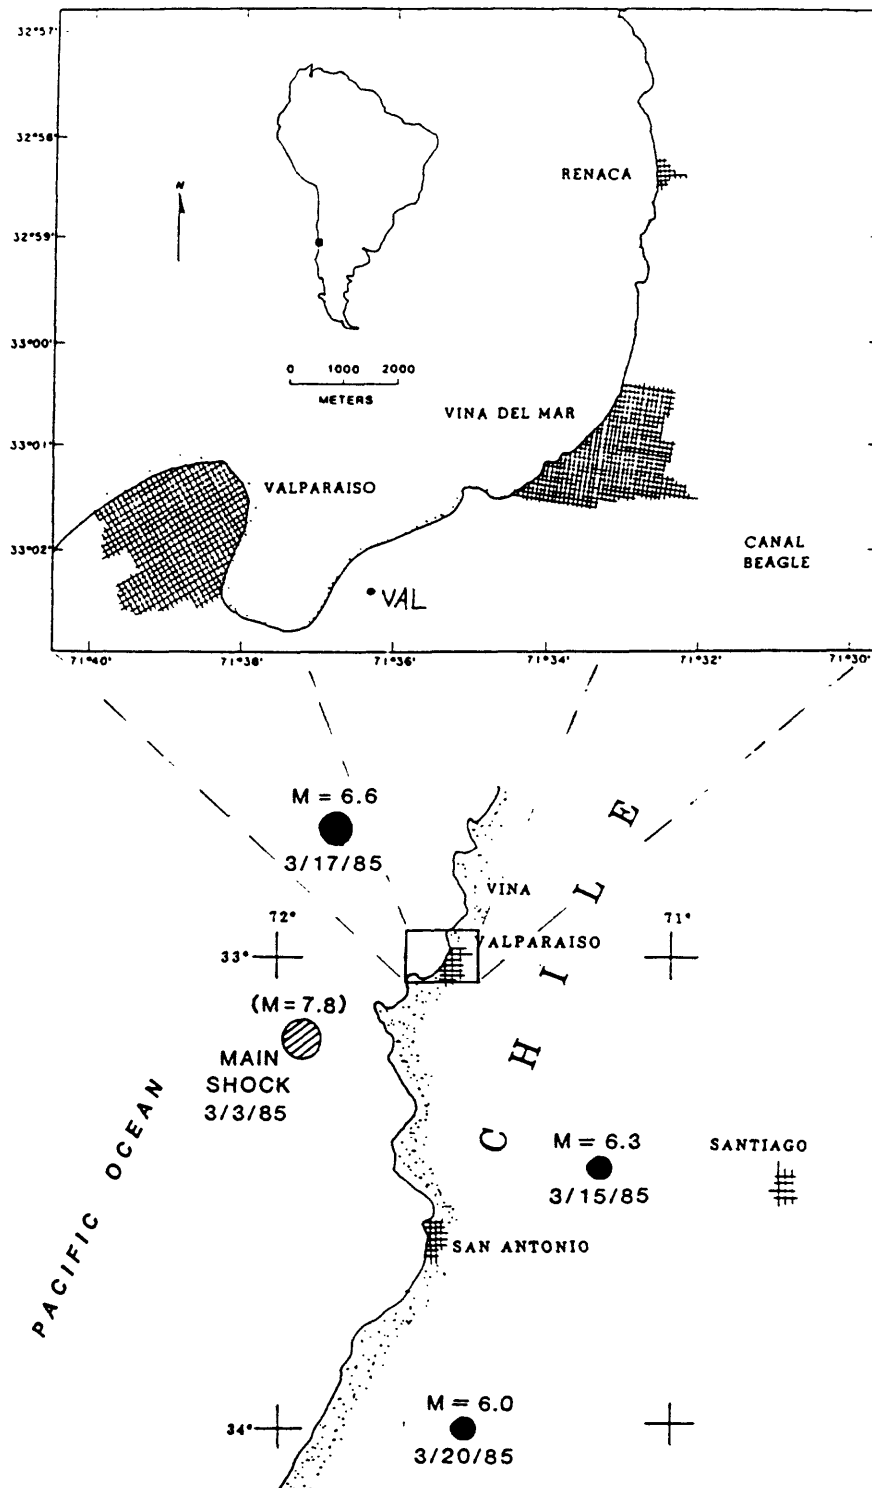 32°57'
32°58'
RENACA
N
32°59'
33°00'
0 1000 2000
METERS
VINA DEL MAR
33°01'
VALPARAISO
33°02'
CANAL
BEAGLE
VAL
71°40' 71°38' 71°36' 71°34' 71°32' 71°30'
M = 6.6
3/17/85
CHILE
VINA
72° 71°
VALPARAISO
33°
(M=7.8)
MAIN
SHOCK
3/3/85
PACIFIC OCEAN
M = 6.3
3/15/85
SANTIAGO
SAN ANTONIO
M = 6.0
34°
3/20/85